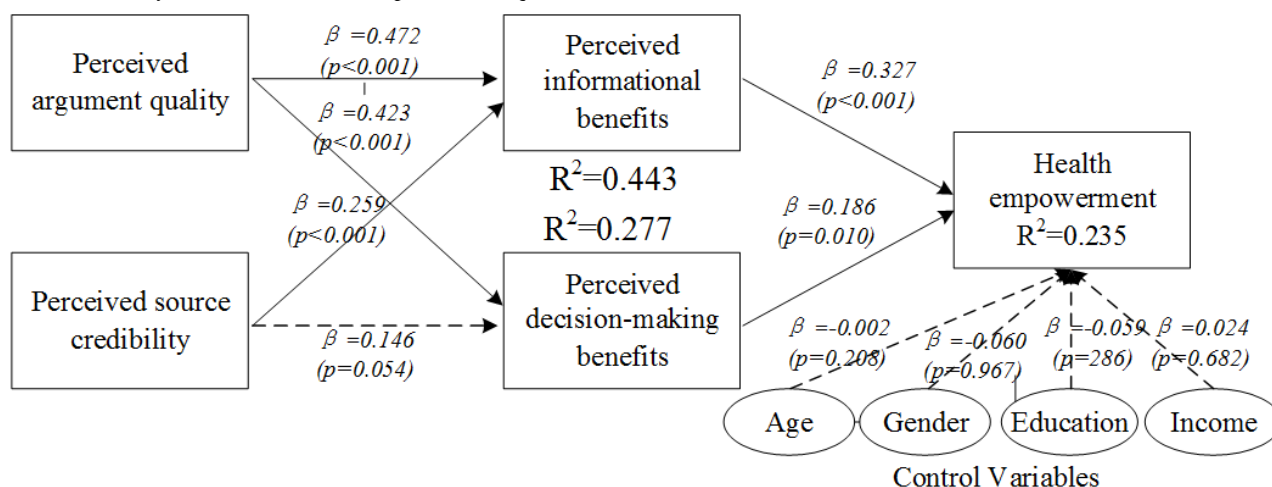 Perceived
argument quality
β=0.472
(p<0.001)
β=0.423
(p<0.001)
Perceived
informational
benefits
R²=0.443
β=0.327
(p<0.001)
Health
empowerment
R²=0.235
β=0.259
(p<0.001)
R²=0.277
β=0.186
(p=0.010)
Perceived source
credibility
β=0.146
(p=0.054)
Perceived
decision-making
benefits
β=-0.002
(p=0.208)
β=-0.060
(p=0.967)
β=-0.059
(p=286)
β=0.024
(p=0.682)
Age
Gender
Education
Income
Control Variables